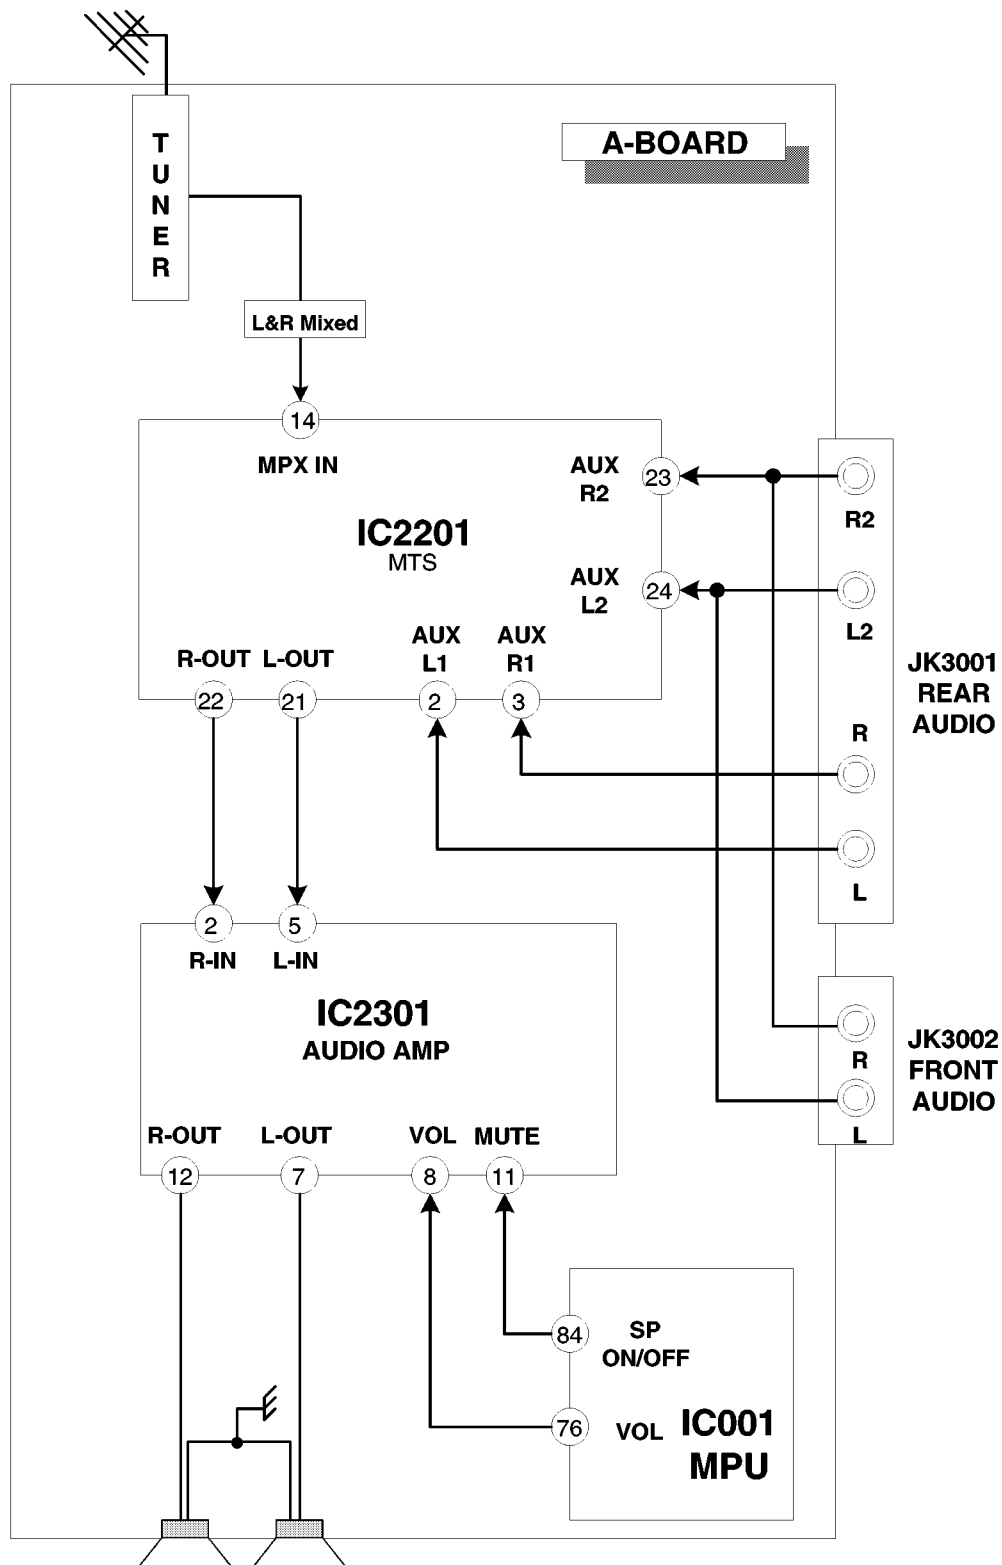 A-BOARD
T
U
N
E
R
L&R Mixed
14
MPX IN
AUX
R2
23
R2
IC2201
MTS
AUX
L2
24
L2
R-OUT L-OUT
AUX
L1
AUX
R1
22
21
2
3
JK3001
REAR
AUDIO
R
L
2
5
R-IN
L-IN
IC2301
AUDIO AMP
JK3002
FRONT
AUDIO
R
L
R-OUT
L-OUT
VOL
MUTE
12
7
8
11
84
SP
ON/OFF
76
VOL
IC001
MPU